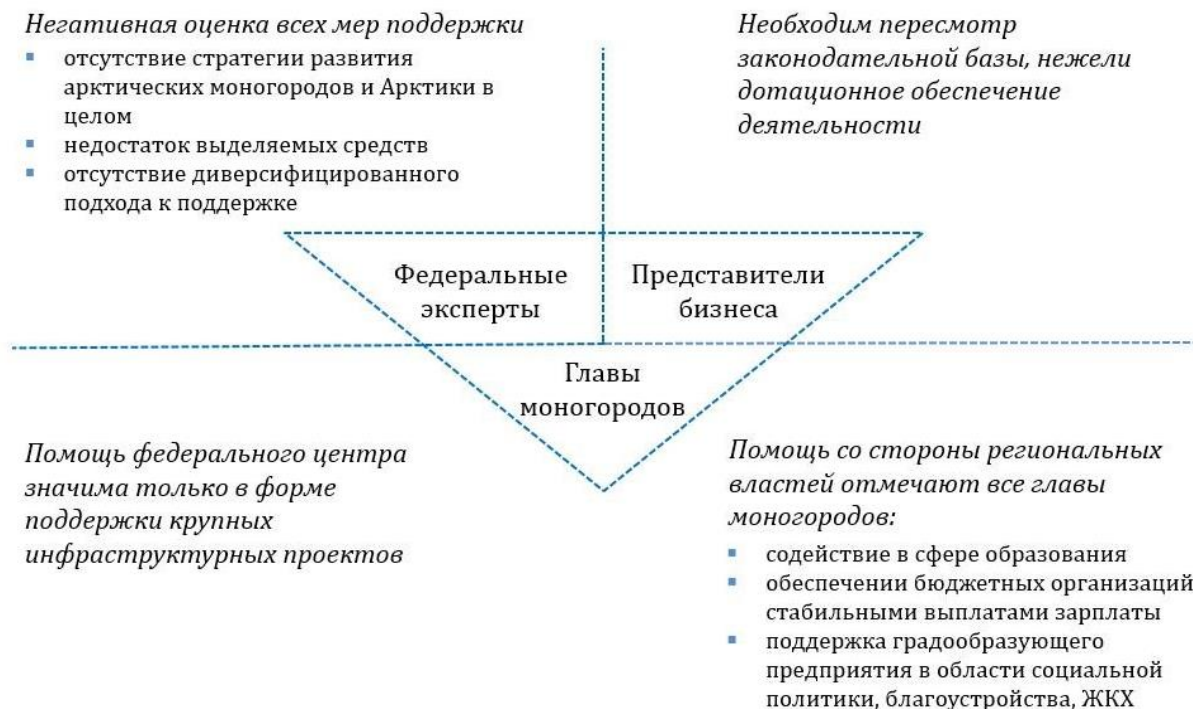 Негативная оценка всех мер поддержки
▪ отсутствие стратегии развития
арктических моногородов и Арктики в
целом
▪ недостаток выделяемых средств
▪ отсутствие диверсифицированного
подхода к поддержке
Необходим пересмотр
законодательной базы, нежели
дотационное обеспечение
деятельности
Федеральные
эксперты
Представители
бизнеса
Главы
моногородов
Помощь федерального центра
значима только в форме
поддержки крупных
инфраструктурных проектов
Помощь со стороны региональных
властей отмечают все главы
моногородов:
▪ содействие в сфере образования
▪ обеспечении бюджетных организаций
стабильными выплатами зарплаты
▪ поддержка градообразующего
предприятия в области социальной
политики, благоустройства, ЖКХ